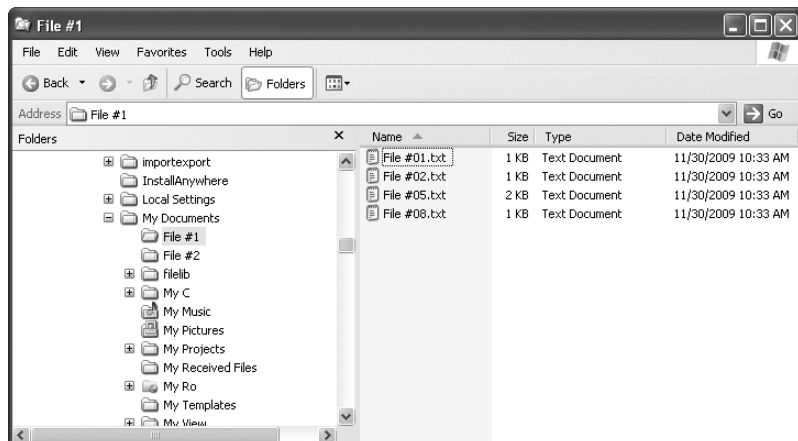 File #1
File Edit View Favorites Tools Help
Back Search Folders
Address File #1 Go
Folders
importexport
InstallAnywhere
Local Settings
My Documents
File #1
File #2
filelib
My C
My Music
My Pictures
My Projects
My Received Files
My Ro
My Templates
My View
Name Size Type Date Modified
File #01.txt 1 KB Text Document 11/30/2009 10:33 AM
File #02.txt 1 KB Text Document 11/30/2009 10:33 AM
File #05.txt 2 KB Text Document 11/30/2009 10:33 AM
File #08.txt 1 KB Text Document 11/30/2009 10:33 AM